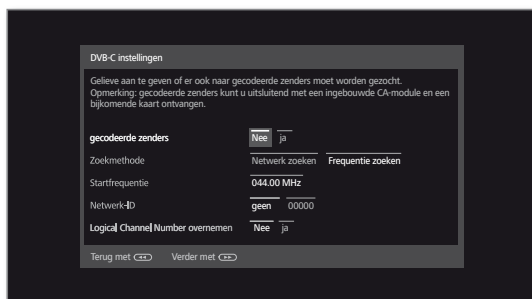 DVB-C instellingen
Gelieve aan te geven of er ook naar gecodeerde zenders moet worden gezocht.
Opmerking: gecodeerde zenders kunt u uitsluitend met een ingebouwde CA-module en een
bijkomende kaart ontvangen.
gecodeerde zenders Nee ja
Zoekmethode Netwerk zoeken Frequentie zoeken
Startfrequentie 044.00 MHz
Netwerk-ID geen 00000
Logical Channel Number overnemen Nee ja
Terug met Verder met